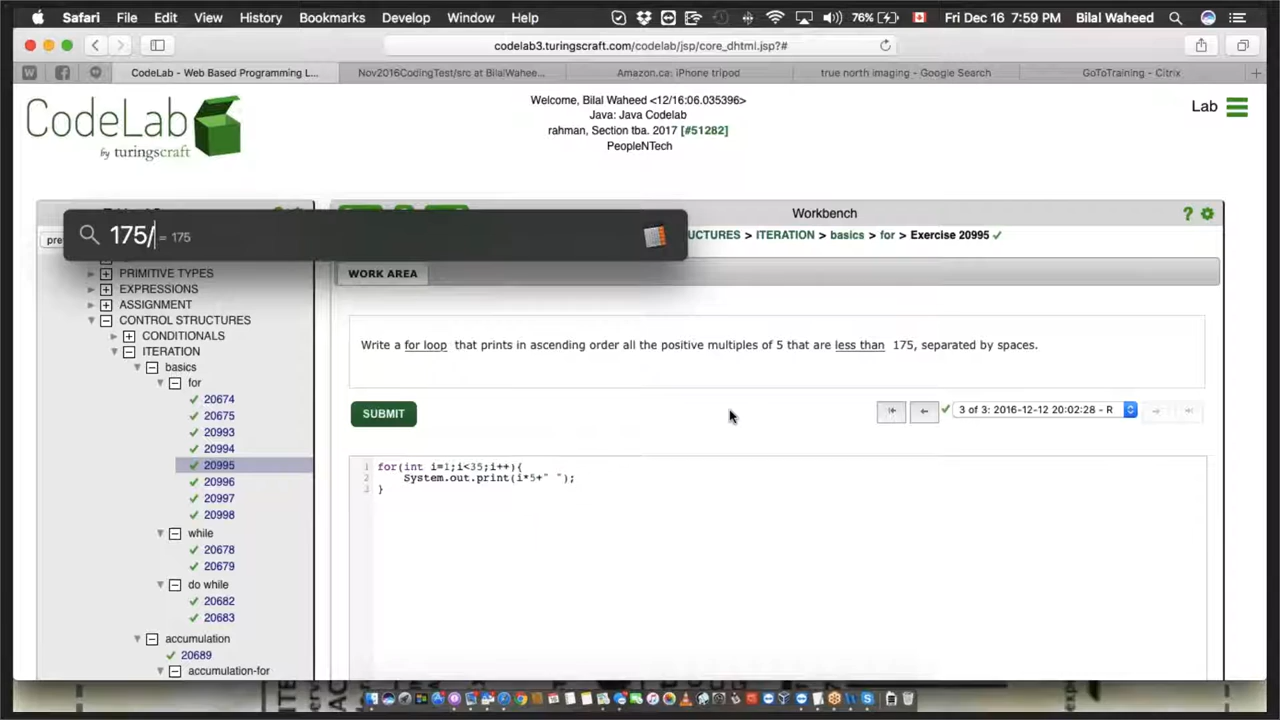 Safari File Edit View History Bookmarks Develop Window Help 76% Fri Dec 16 7:59 PM Bilal Waheed
codelab3.turingscraft.com/codelab/jsp/core_dhtml.jsp?#
CodeLab - Web Based Programming L... Nov2016CodingTest/src at BilalWahee... Amazon.ca: iPhone tripod true north imaging - Google Search GoToTraining - Citrix
CodeLab
by turingscraft
Welcome, Bilal Waheed <12/16:06.035396>
Java: Java Codelab
rahman, Section tba. 2017 [#51282]
PeopleNTech
Lab
Workbench
?
175/ = 175
pre
UCTURES > ITERATION > basics > for > Exercise 20995
WORK AREA
PRIMITIVE TYPES
EXPRESSIONS
ASSIGNMENT
CONTROL STRUCTURES
CONDITIONALS
ITERATION
basics
for
20674
20675
20993
20994
20995
20996
20997
20998
while
20678
20679
do while
20682
20683
accumulation
20689
accumulation-for
Write a for loop that prints in ascending order all the positive multiples of 5 that are less than 175, separated by spaces.
SUBMIT
3 of 3: 2016-12-12 20:02:28 - R
1 for(int i=1;i<35;i++){
2 System.out.print(i*5+" ");
3 }